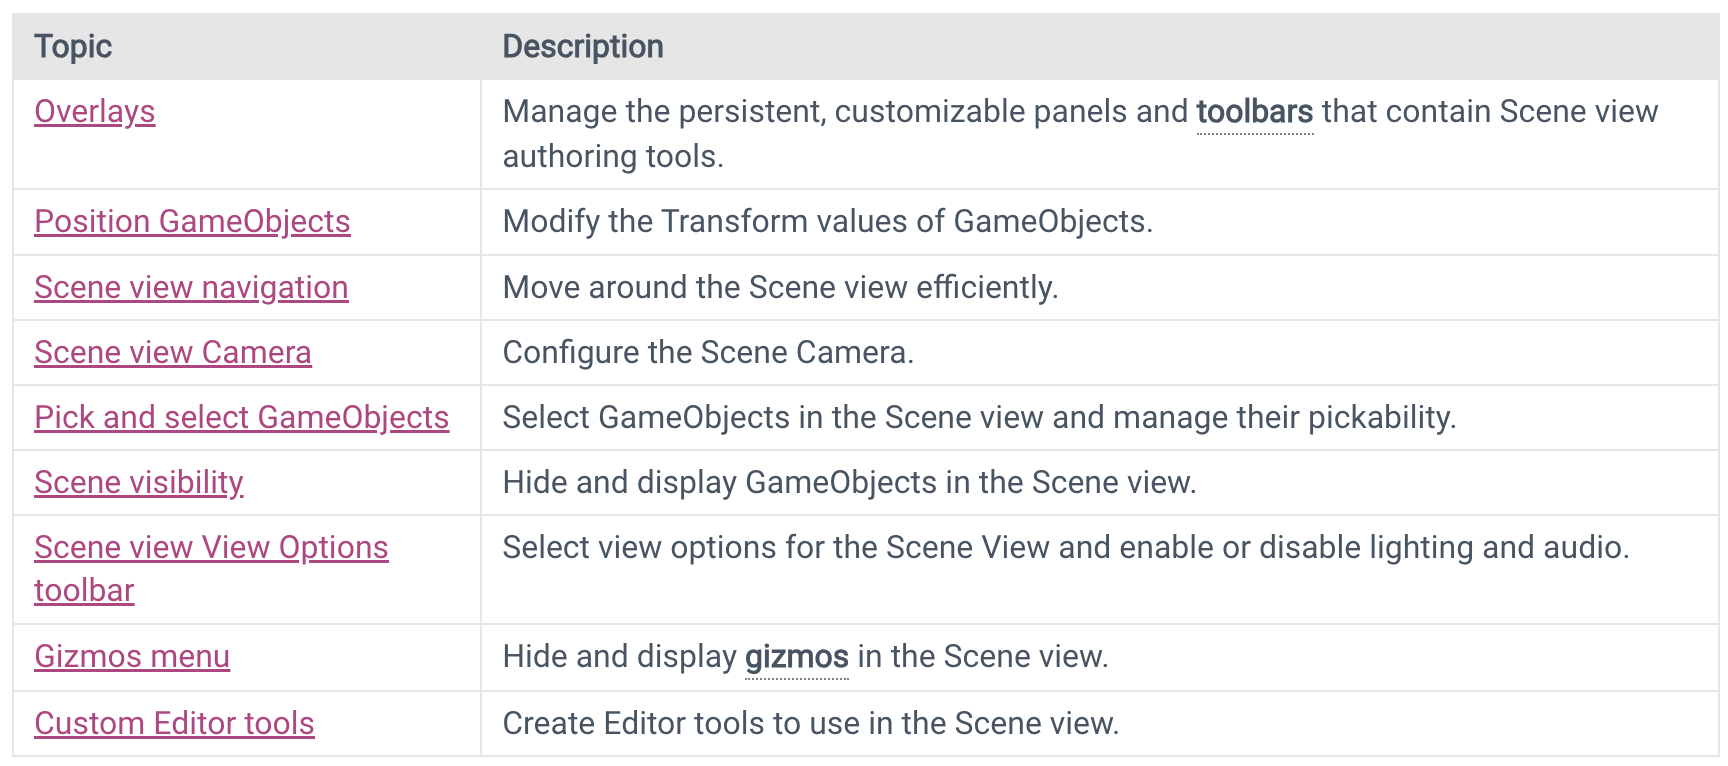 Topic Description
Overlays Manage the persistent, customizable panels and toolbars that contain Scene view
authoring tools.
Position GameObjects Modify the Transform values of GameObjects.
Scene view navigation Move around the Scene view efficiently.
Scene view Camera Configure the Scene Camera.
Pick and select GameObjects Select GameObjects in the Scene view and manage their pickability.
Scene visibility Hide and display GameObjects in the Scene view.
Scene view View Options Select view options for the Scene View and enable or disable lighting and audio.
toolbar
Gizmos menu Hide and display gizmos in the Scene view.
Custom Editor tools Create Editor tools to use in the Scene view.